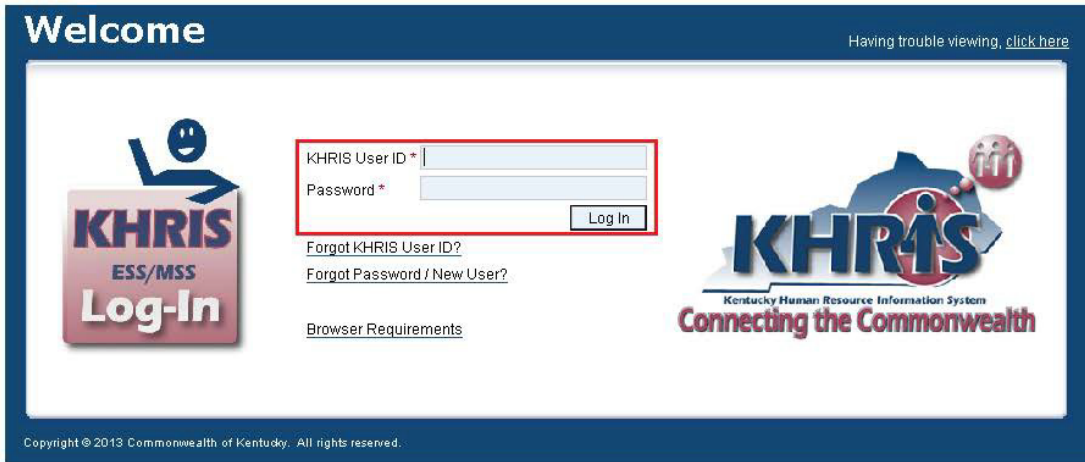 Welcome
Having trouble viewing, click here
KHRIS
ESS/MSS
Log-In
KHRIS User ID *
Password *
Log In
Forgot KHRIS User ID?
Forgot Password / New User?
Browser Requirements
KHRIS
Kentucky Human Resource Information System
Connecting the Commonwealth
Copyright © 2013 Commonwealth of Kentucky. All rights reserved.